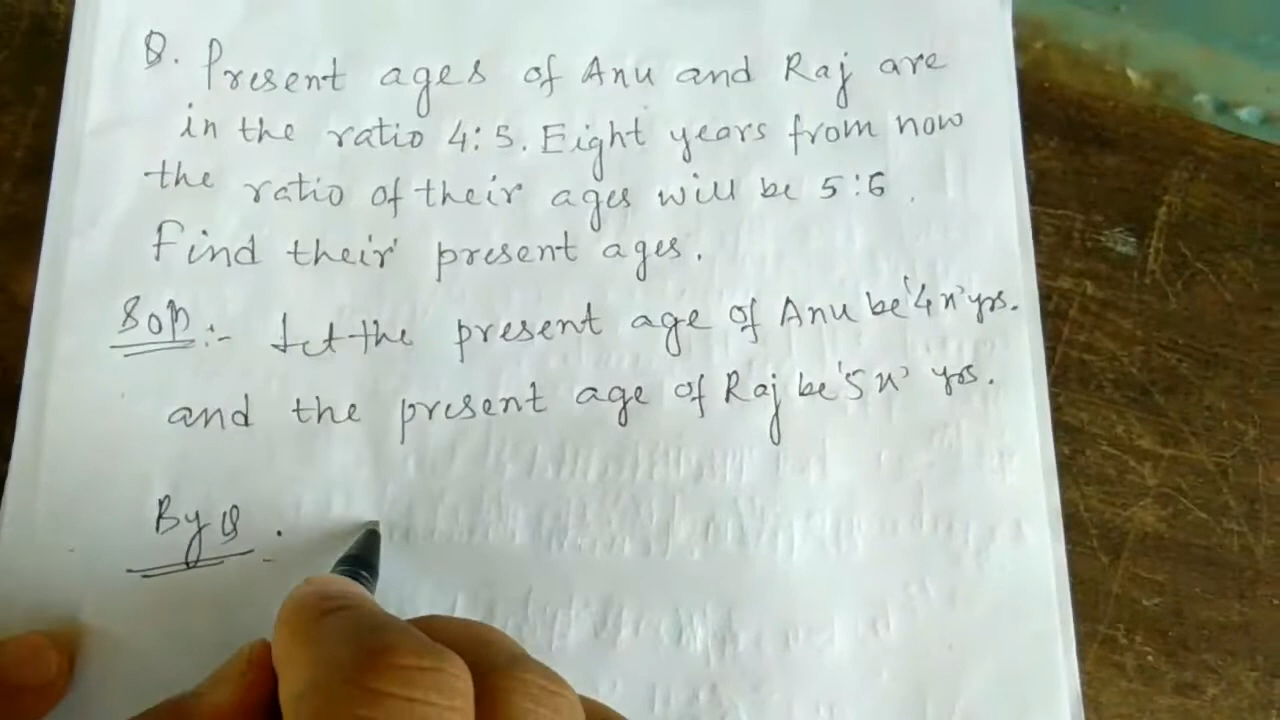 Q. Present ages of Anu and Raj are
in the ratio 4:5. Eight years from now
the ratio of their ages will be 5:6.
Find their present ages.
Soln:- Let the present age of Anu be '4x' yrs.
and the present age of Raj be '5x' yrs.
By Q :